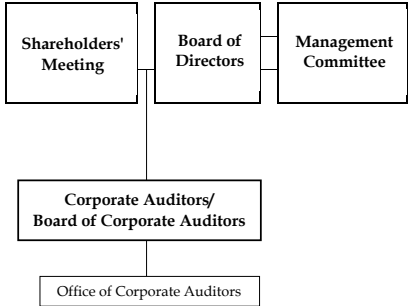 Shareholders'
Meeting
Board of
Directors
Management
Committee
Corporate Auditors/
Board of Corporate Auditors
Office of Corporate Auditors